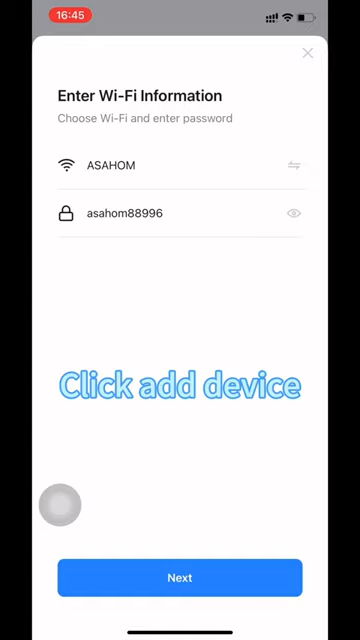 16:45
Enter Wi-Fi Information
Choose Wi-Fi and enter password
ASAHOM
asahom88996
Click add device
Next